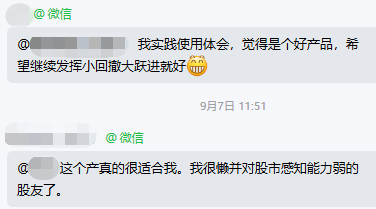 @微信
@ 我实践使用体会，觉得是个好产品，希
望继续发挥小回撤大跃进就好
9月7日 11:51
@微信
@ 这个产真的很适合我。我很懒并对股市感知能力弱的
股友了。